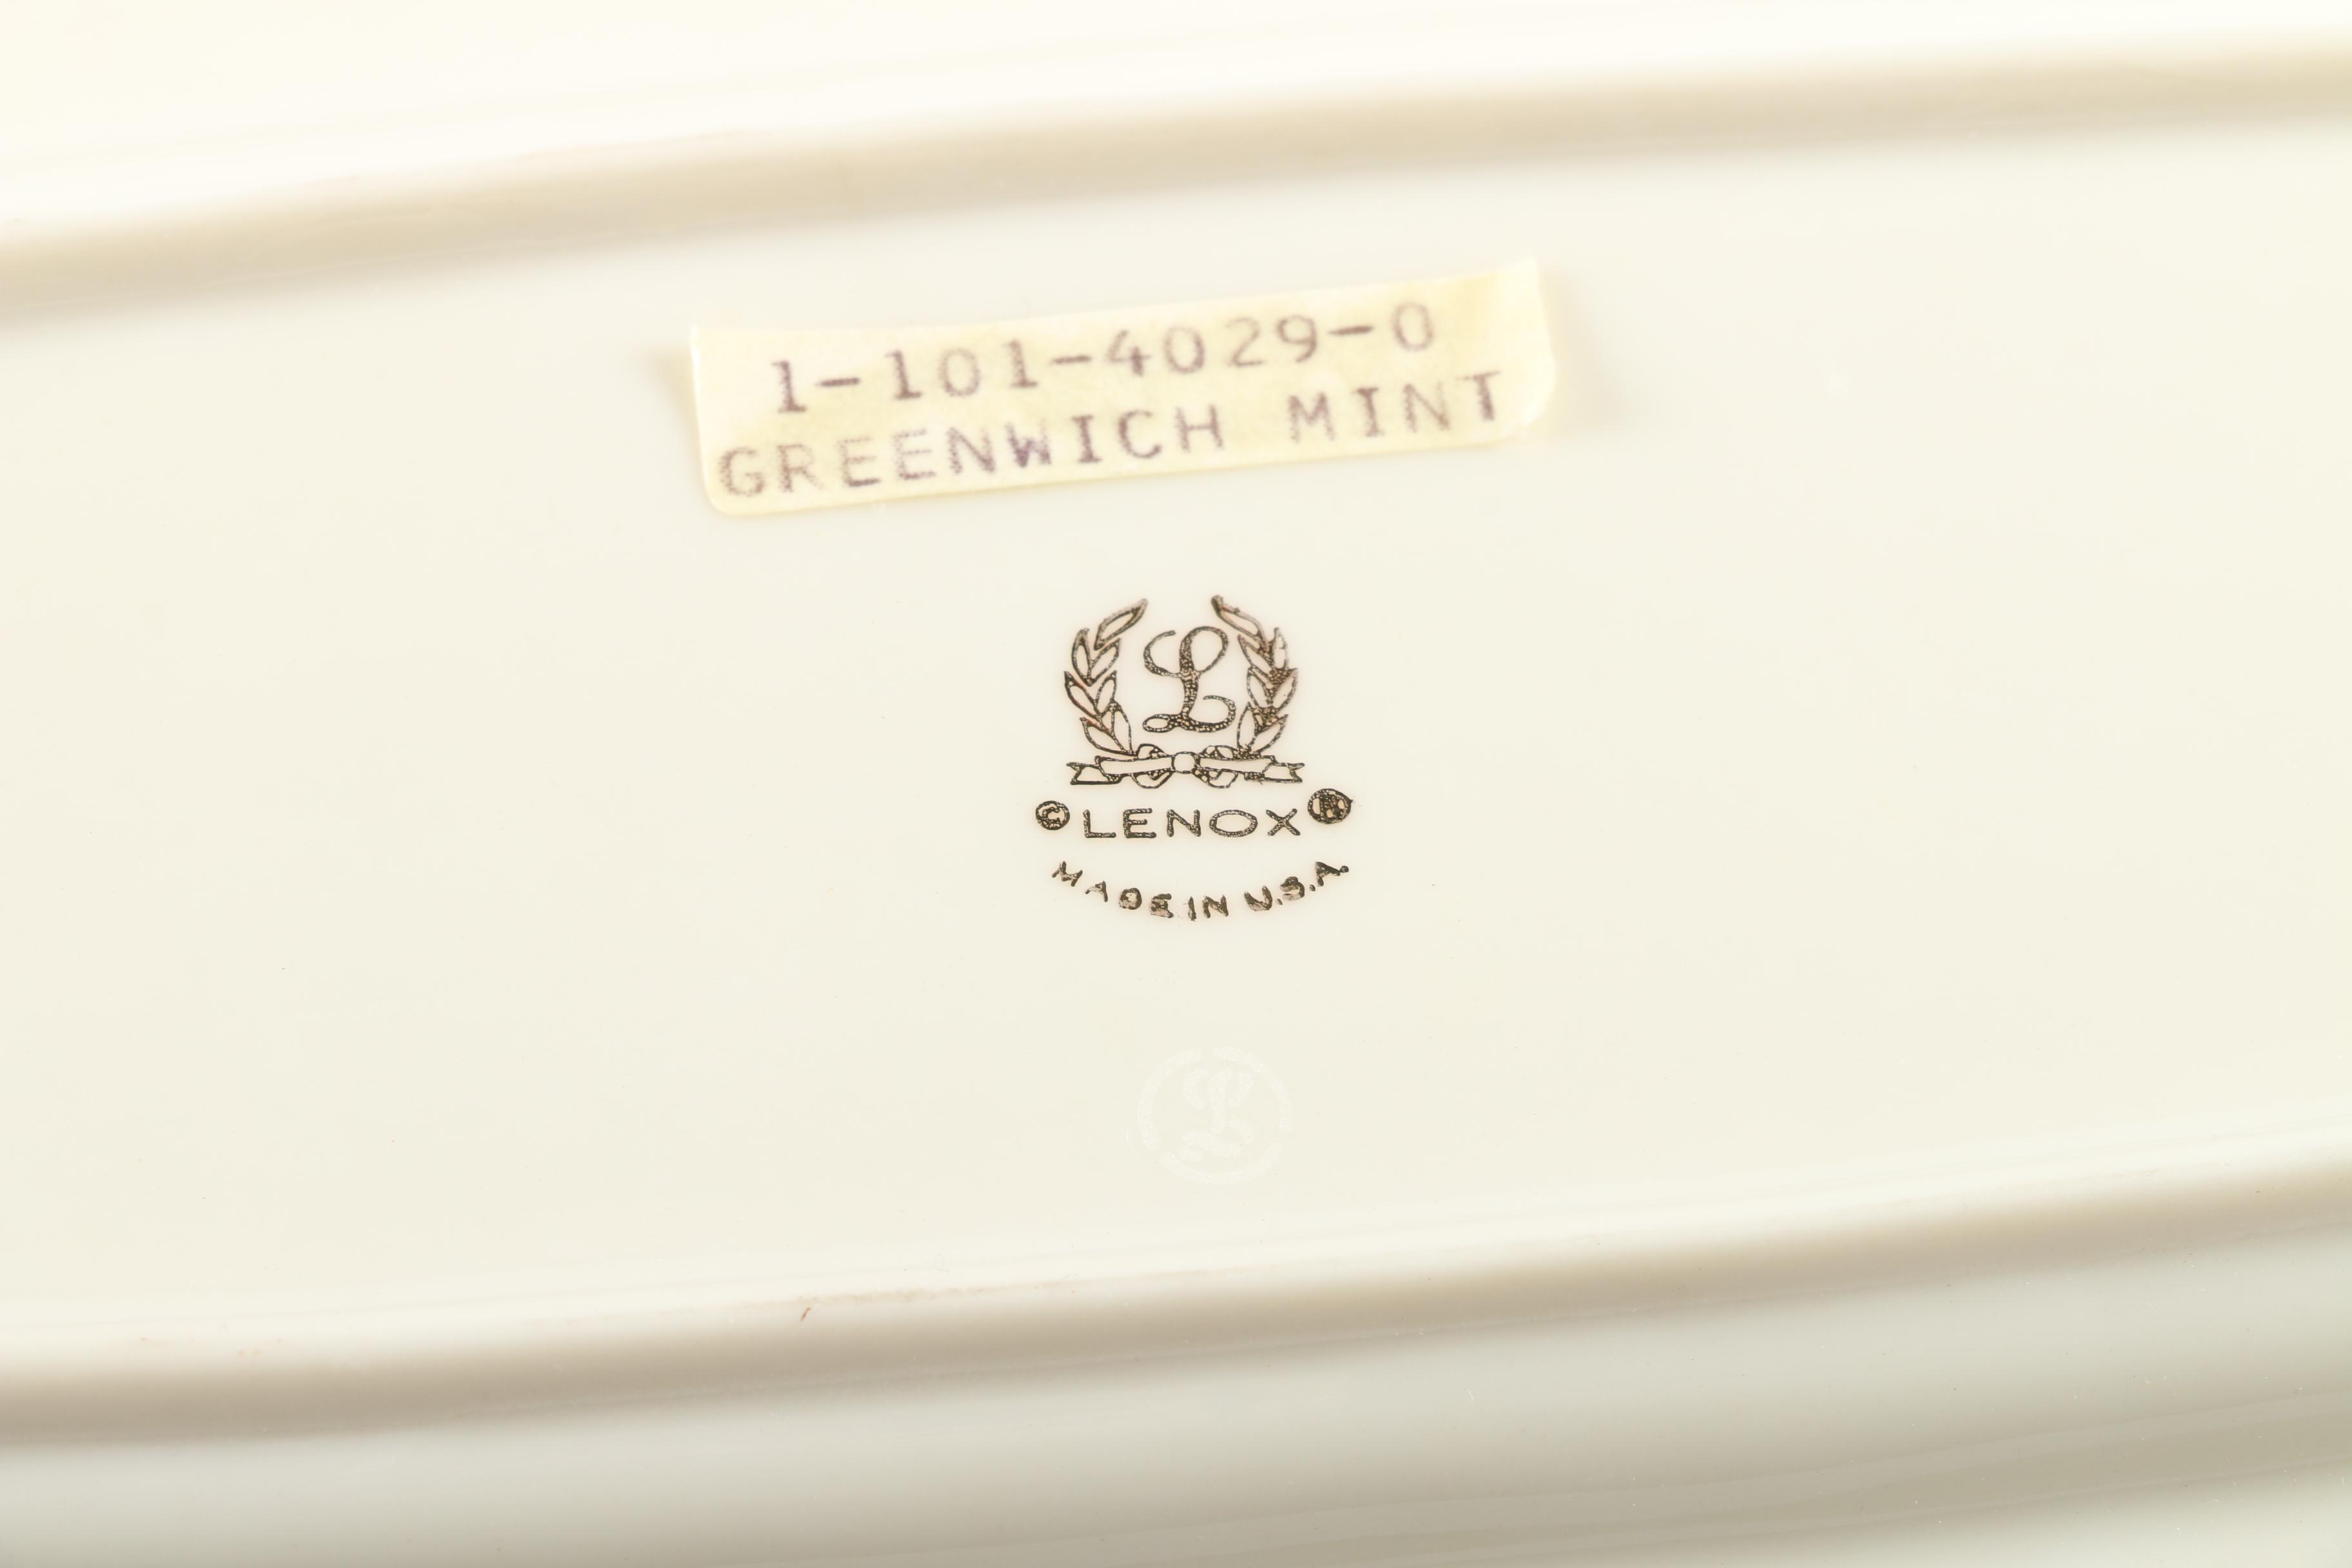 1-101-4029-0
GREENWICH MINT
L
©LENOX®
MADE IN U.S.A.
L